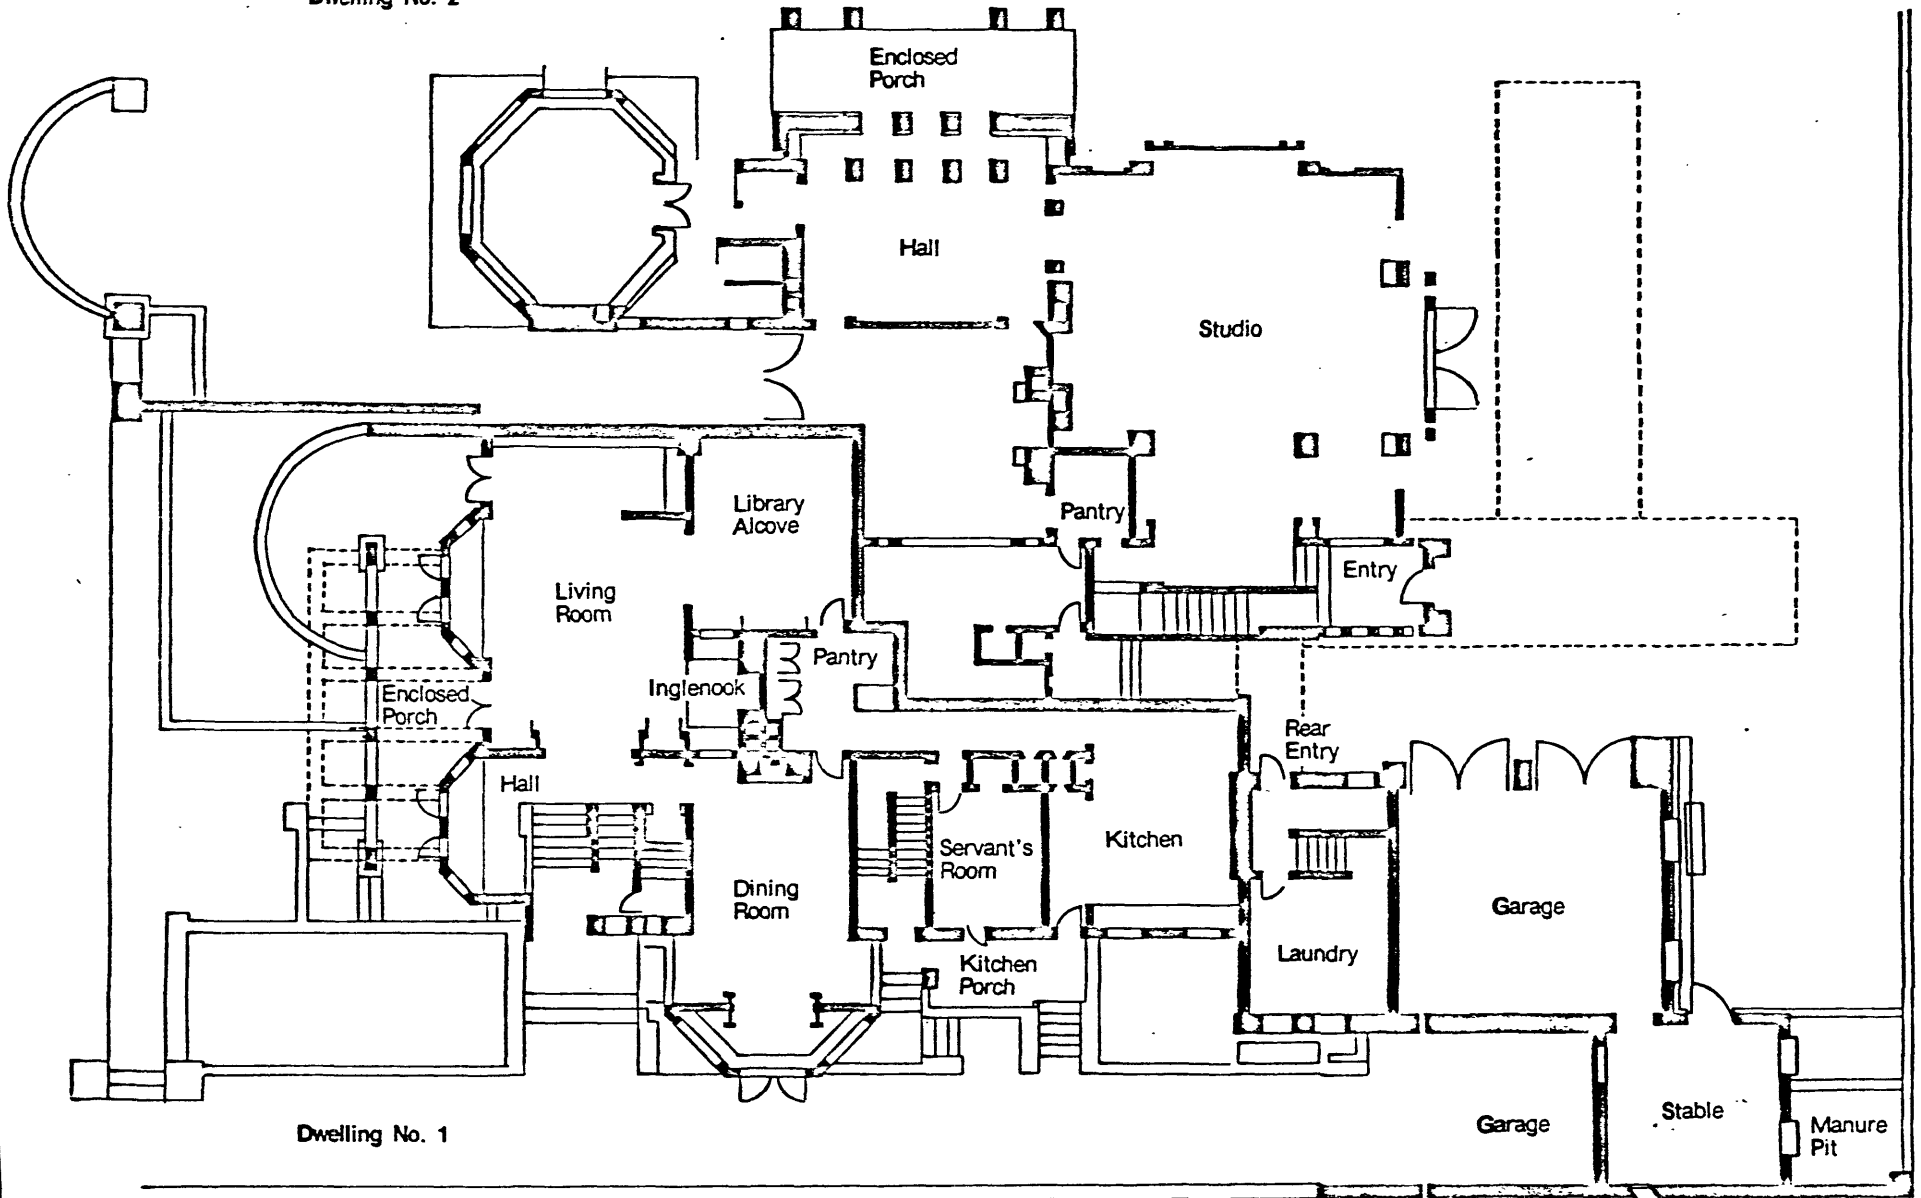 Dwelling No. 2
Enclosed
Porch
Hall
Studio
Library
Alcove
Pantry
Entry
Living
Room
Pantry
Inglenook
Enclosed
Porch
Rear
Entry
Hall
Kitchen
Servant's
Room
Dining
Room
Garage
Laundry
Kitchen
Porch
Stable
Garage
Manure
Pit
Dwelling No. 1